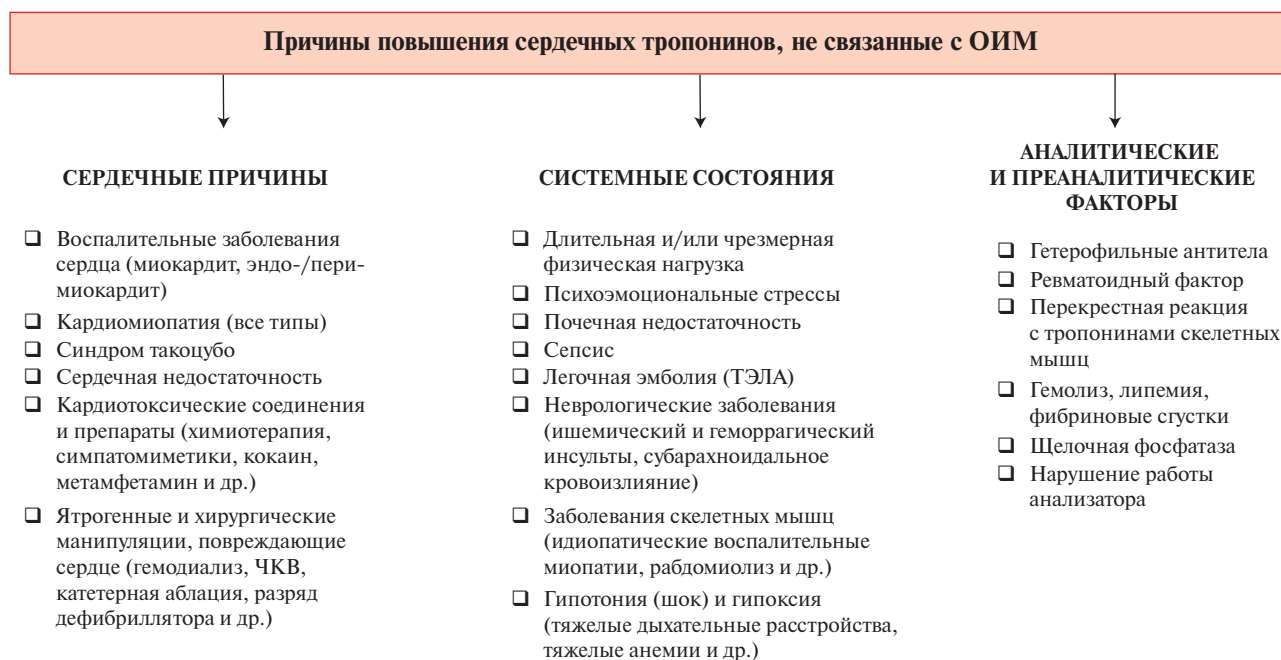 Причины повышения сердечных тропонинов, не связанные с ОИМ
СЕРДЕЧНЫЕ ПРИЧИНЫ
❑ Воспалительные заболевания
сердца (миокардит, эндо-/пери-
миокардит)
❑ Кардиомиопатия (все типы)
❑ Синдром такоцубо
❑ Сердечная недостаточность
❑ Кардиотоксические соединения
и препараты (химиотерапия,
симпатомиметики, кокаин,
метамфетамин и др.)
❑ Ятрогенные и хирургические
манипуляции, повреждающие
сердце (гемодиализ, ЧКВ,
катетерная аблация, разряд
дефибриллятора и др.)
СИСТЕМНЫЕ СОСТОЯНИЯ
❑ Длительная и/или чрезмерная
физическая нагрузка
❑ Психоэмоциональные стрессы
❑ Почечная недостаточность
❑ Сепсис
❑ Легочная эмболия (ТЭЛА)
❑ Неврологические заболевания
(ишемический и геморрагический
инсульты, субарахноидальное
кровоизлияние)
❑ Заболевания скелетных мышц
(идиопатические воспалительные
миопатии, рабдомиолиз и др.)
❑ Гипотония (шок) и гипоксия
(тяжелые дыхательные расстройства,
тяжелые анемии и др.)
АНАЛИТИЧЕСКИЕ
И ПРЕАНАЛИТИЧЕСКИЕ
ФАКТОРЫ
❑ Гетерофильные антитела
❑ Ревматоидный фактор
❑ Перекрестная реакция
с тропонинами скелетных
мышц
❑ Гемолиз, липемия,
фибриновые сгустки
❑ Щелочная фосфатаза
❑ Нарушение работы
анализатора